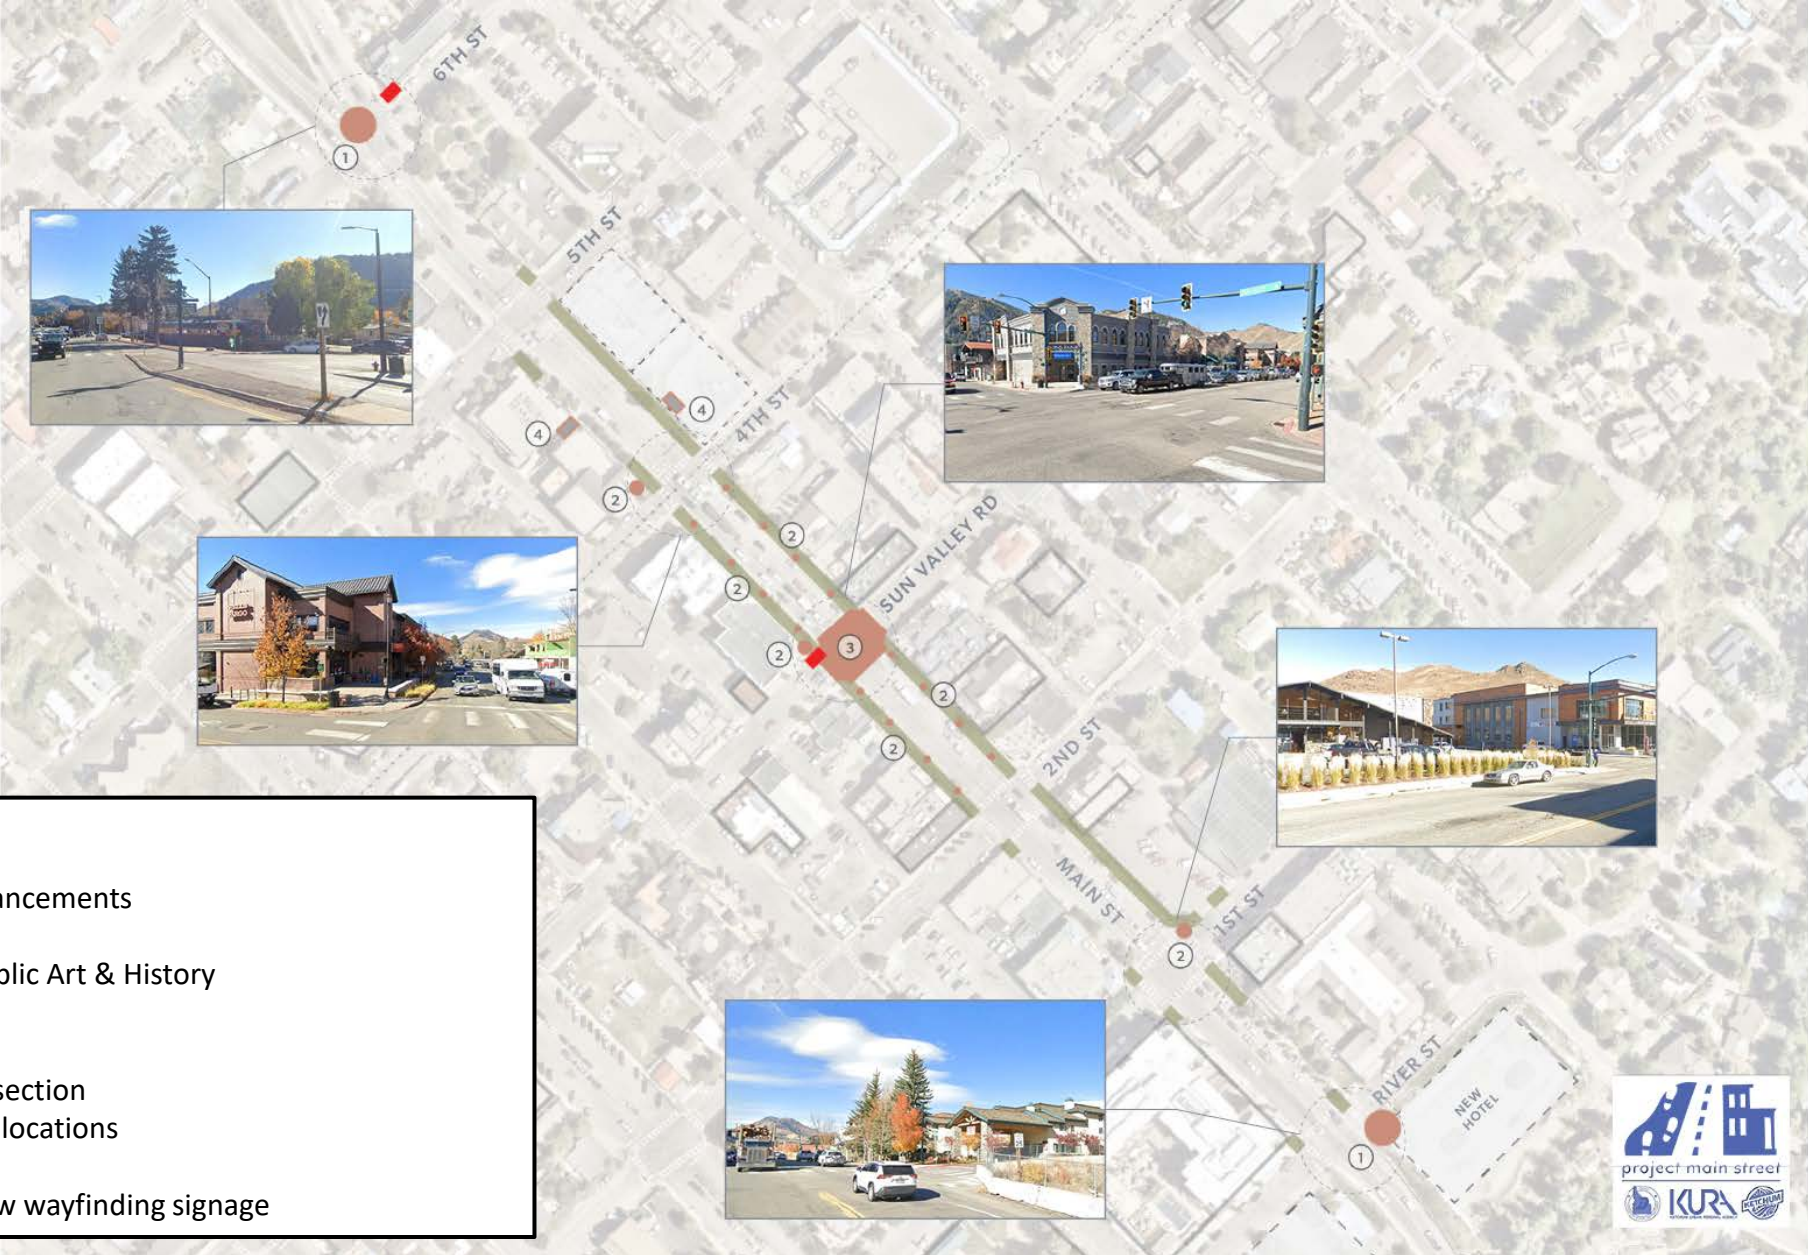 6TH ST
1
5TH ST
4
4TH ST
4
2
2
SUN VALLEY RD
2
2
3
2
2
2ND ST
MAIN ST
1ST ST
2
RIVER ST
NEW
HOTEL
1
ancements
blic Art & History
section
locations
w wayfinding signage
project main street
KURA
KETCHUM